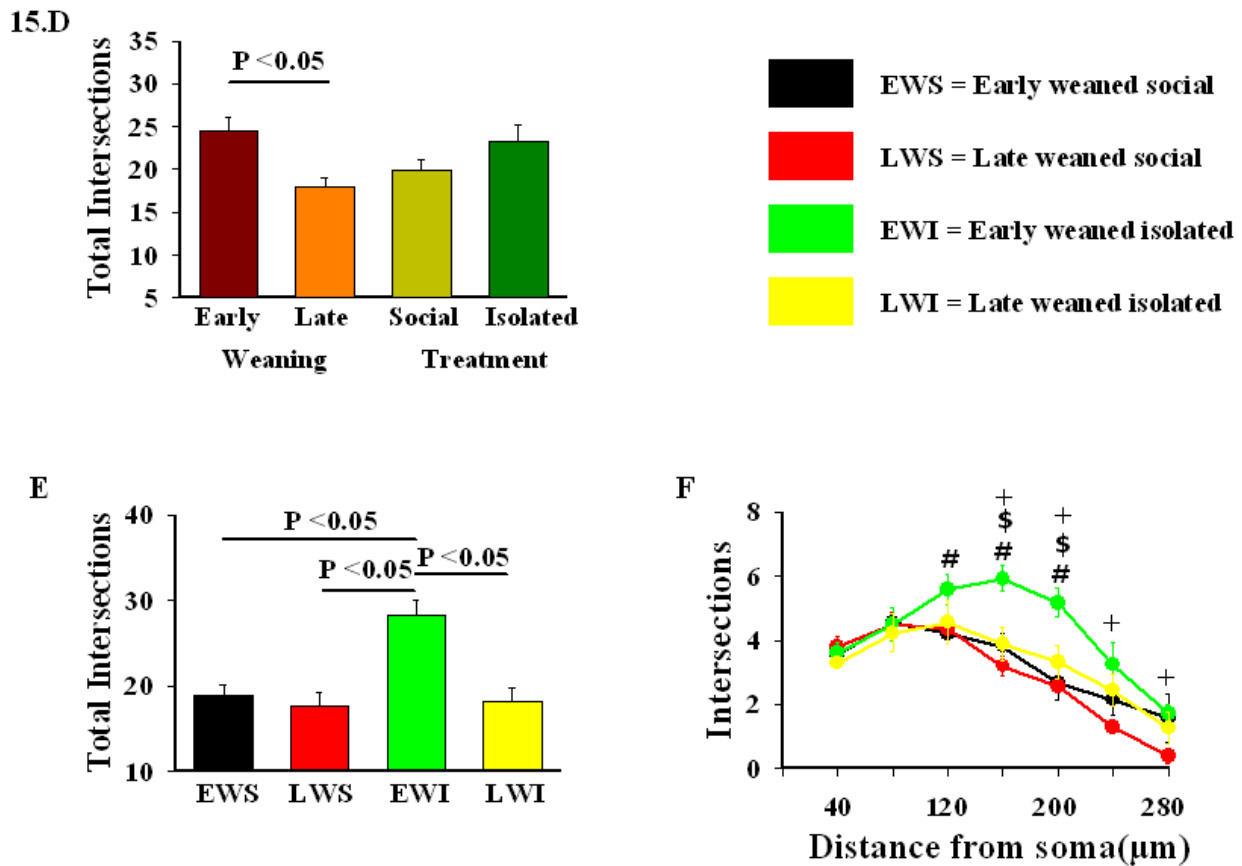 15.D
Total Intersections
35
30
25
20
15
10
5
P <0.05
Early Late Social Isolated
Weaning Treatment
EWS = Early weaned social
LWS = Late weaned social
EWI = Early weaned isolated
LWI = Late weaned isolated
E
Total Intersections
40
30
20
10
P <0.05
P <0.05 P <0.05
EWS LWS EWI LWI
F
Intersections
8
6
4
2
0
+ +
$ $
# # #
+
+
40 120 200 280
Distance from soma(µm)